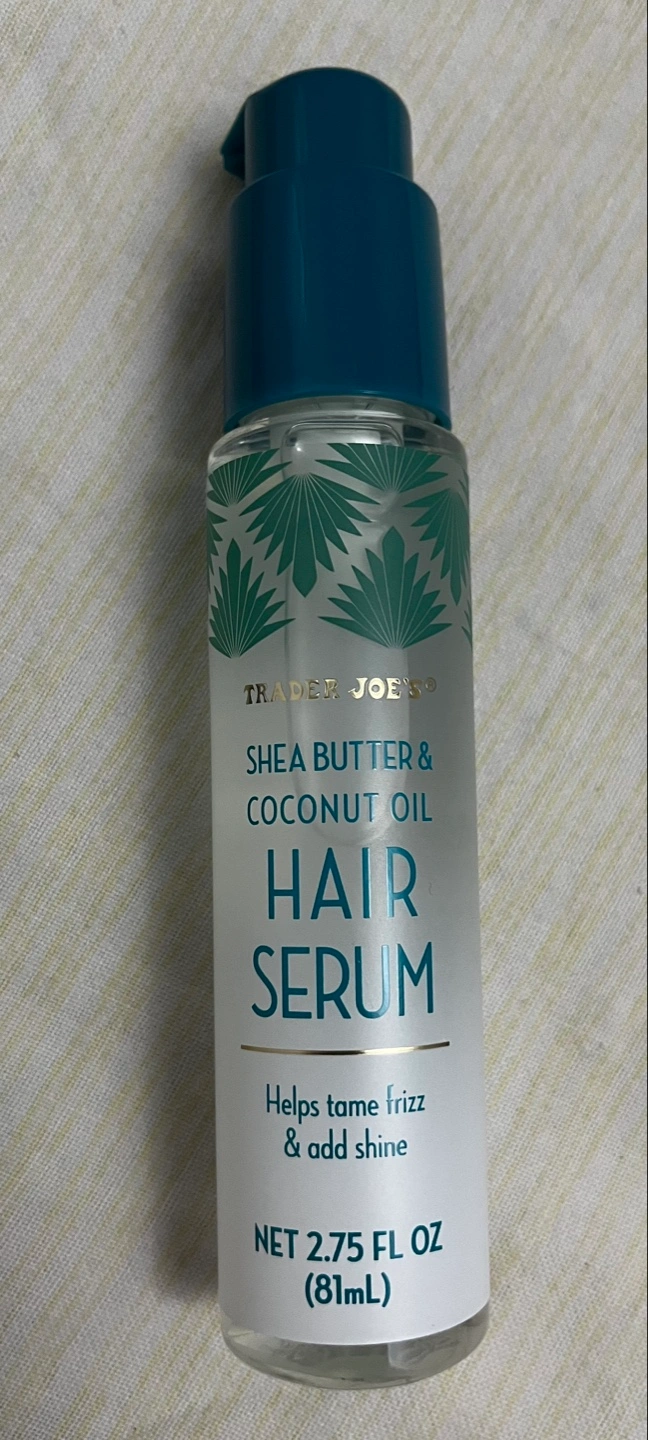 TRADER JOE'S®
SHEA BUTTER &
COCONUT OIL
HAIR
SERUM
Helps tame frizz
& add shine
NET 2.75 FL OZ
(81mL)